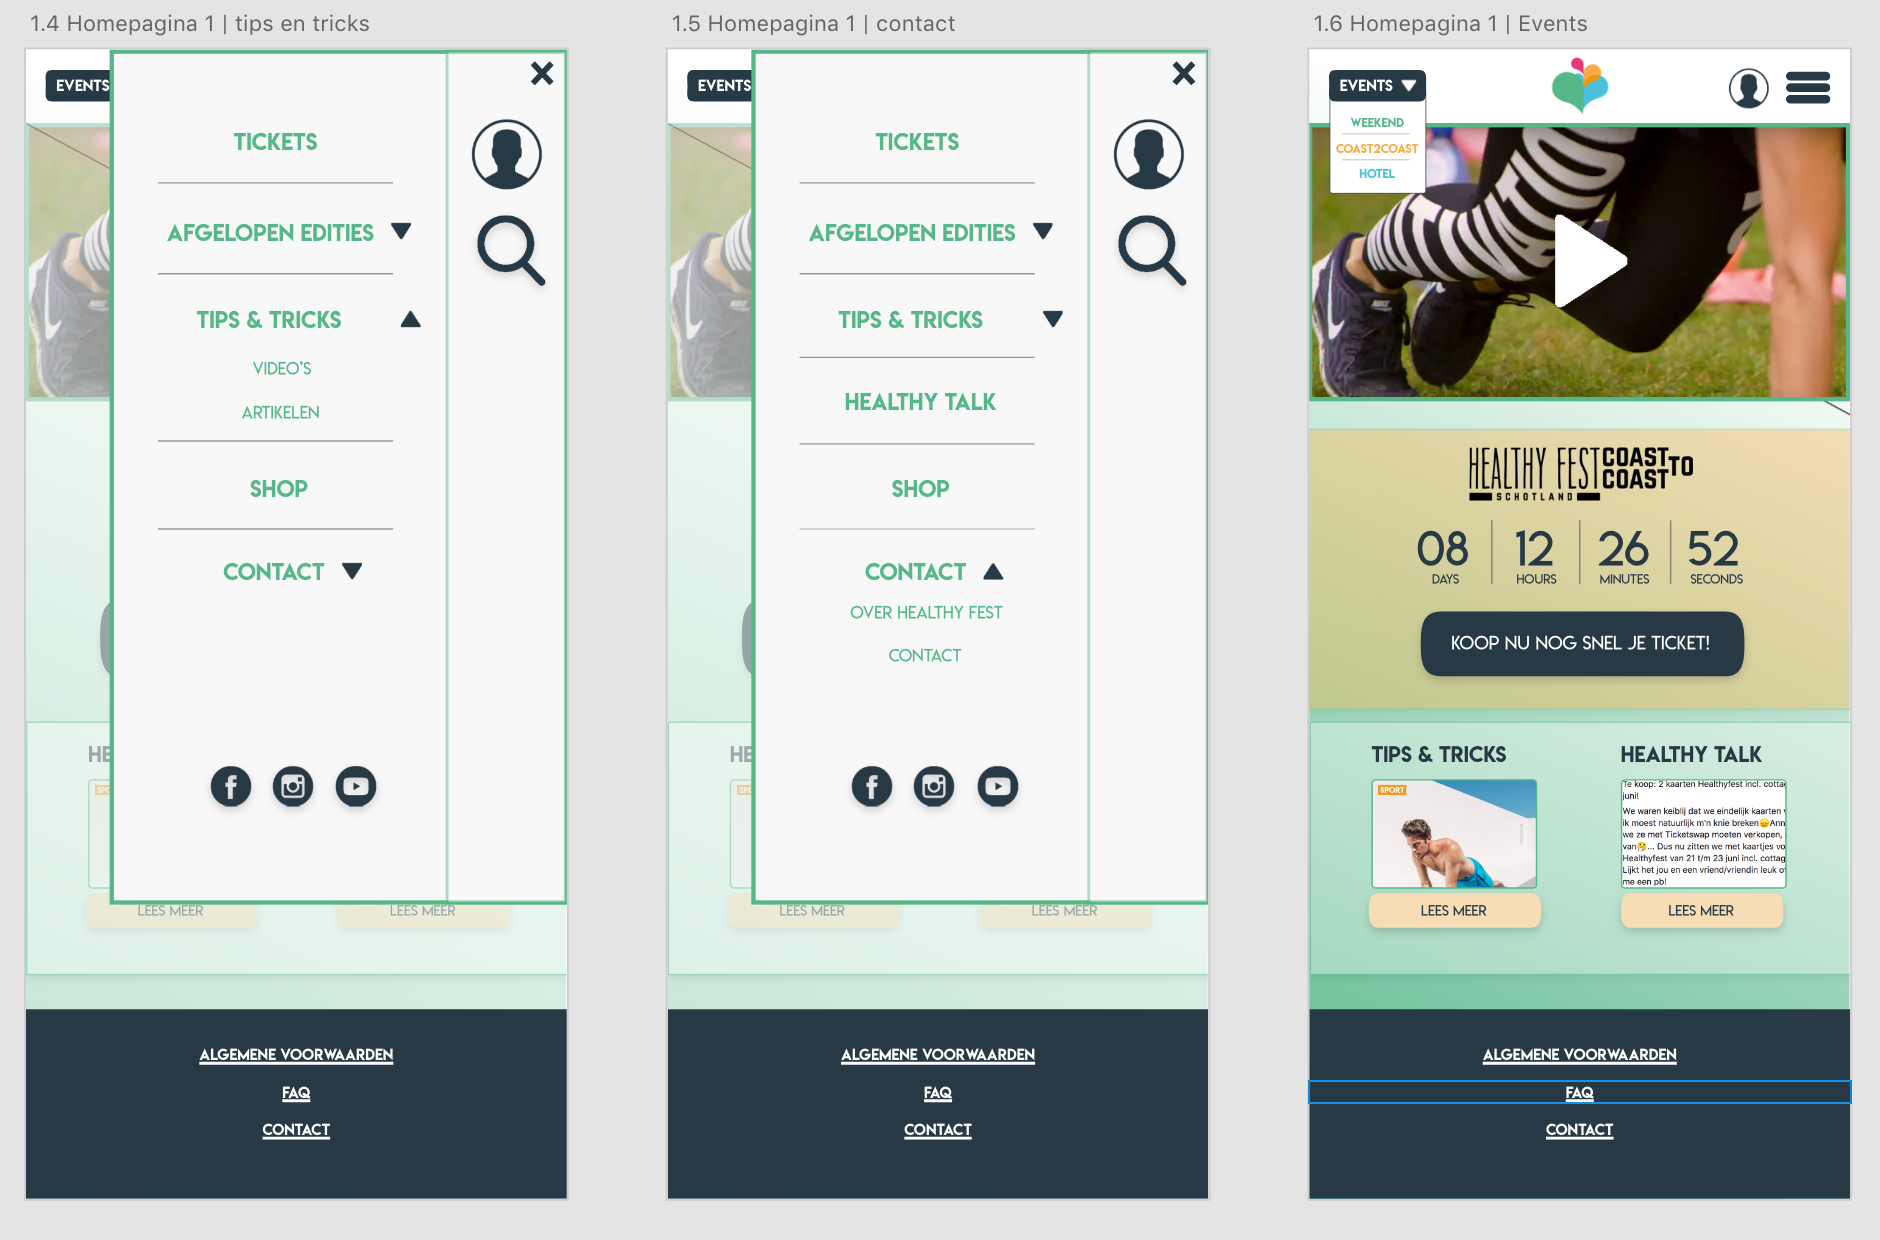 1.4 Homepagina 1 | tips en tricks
EVENTS
TICKETS
AFGELOPEN EDITIES
TIPS & TRICKS
VIDEO'S
ARTIKELEN
SHOP
CONTACT
HE
LEES MEER
LEES MEER
ALGEMENE VOORWAARDEN
FAQ
CONTACT
1.5 Homepagina 1 | contact
EVENTS
TICKETS
AFGELOPEN EDITIES
TIPS & TRICKS
HEALTHY TALK
SHOP
CONTACT
OVER HEALTHY FEST
CONTACT
HE
LEES MEER
LEES MEER
ALGEMENE VOORWAARDEN
FAQ
CONTACT
1.6 Homepagina 1 | Events
EVENTS
WEEKEND
COAST2COAST
HOTEL
HEALTHY FEST COAST TO COAST
SCHOTLAND
08 12 26 52
DAYS HOURS MINUTES SECONDS
KOOP NU NOG SNEL JE TICKET!
TIPS & TRICKS
SPORT
LEES MEER
HEALTHY TALK
Te koop: 2 kaarten Healthyfest incl. cotta
juni!
We waren keiblij dat we eindelijk kaarten
ik moest natuurlijk m'n knie breken😞Ann
we ze met Ticketswap moeten verkopen,
van🤔... Dus nu zitten we met kaartjes vo
Healthyfest van 21 t/m 23 juni incl. cottag
Lijkt het jou en een vriend/vriendin leuk o
me een pb!
LEES MEER
ALGEMENE VOORWAARDEN
FAQ
CONTACT